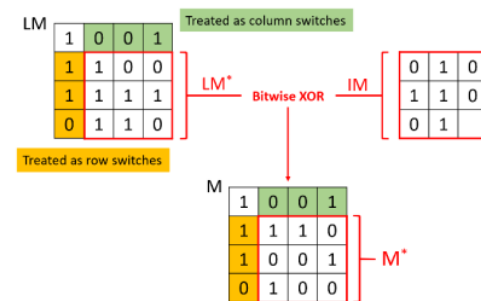 Treated as column switches
LM
1 0 0 1
1 1 0 0
1 1 1 1
0 1 1 0
LM*
Bitwise XOR
IM
0 1 0
1 1 0
0 1
Treated as row switches
M
1 0 0 1
1 1 1 0
1 0 0 1
0 1 0 0
M*